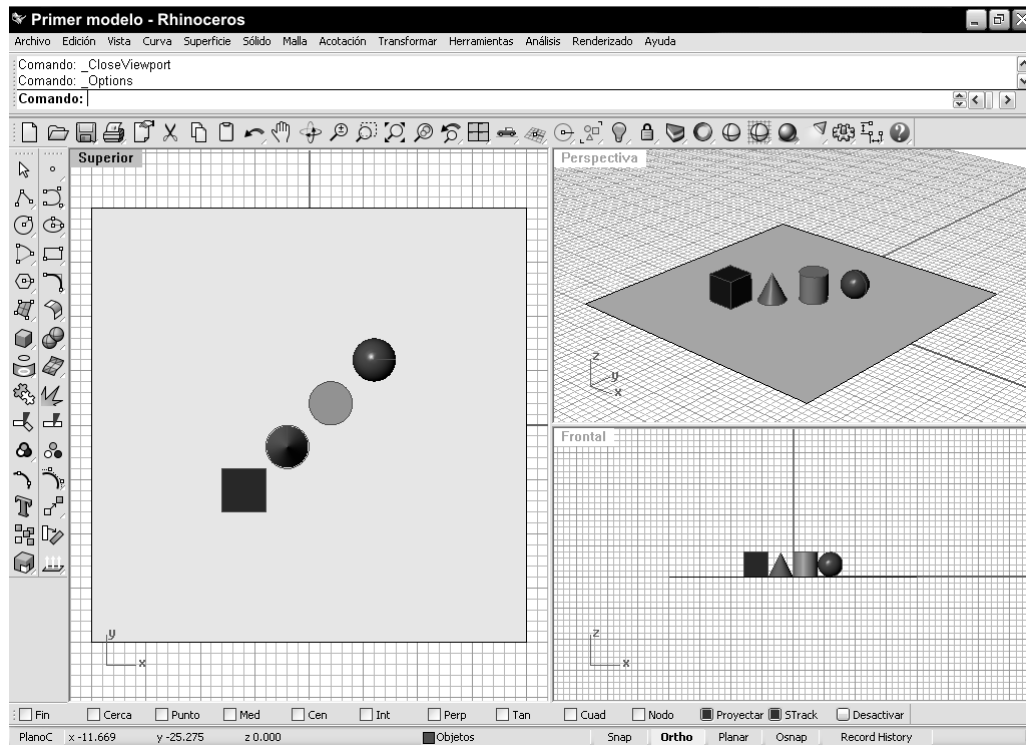 Primer modelo - Rhinoceros
Archivo Edición Vista Curva Superficie Sólido Malla Acotación Transformar Herramientas Análisis Renderizado Ayuda
Comando: _CloseViewport
Comando: _Options
Comando:
Superior
Perspectiva
z
y
x
Frontal
y
x
z
x
Fin Cerca Punto Med Cen Int Perp Tan Cuad Nodo Proyectar STrack Desactivar
PlanoC x -11.669 y -25.275 z 0.000 Objetos Snap Ortho Planar Osnap Record History